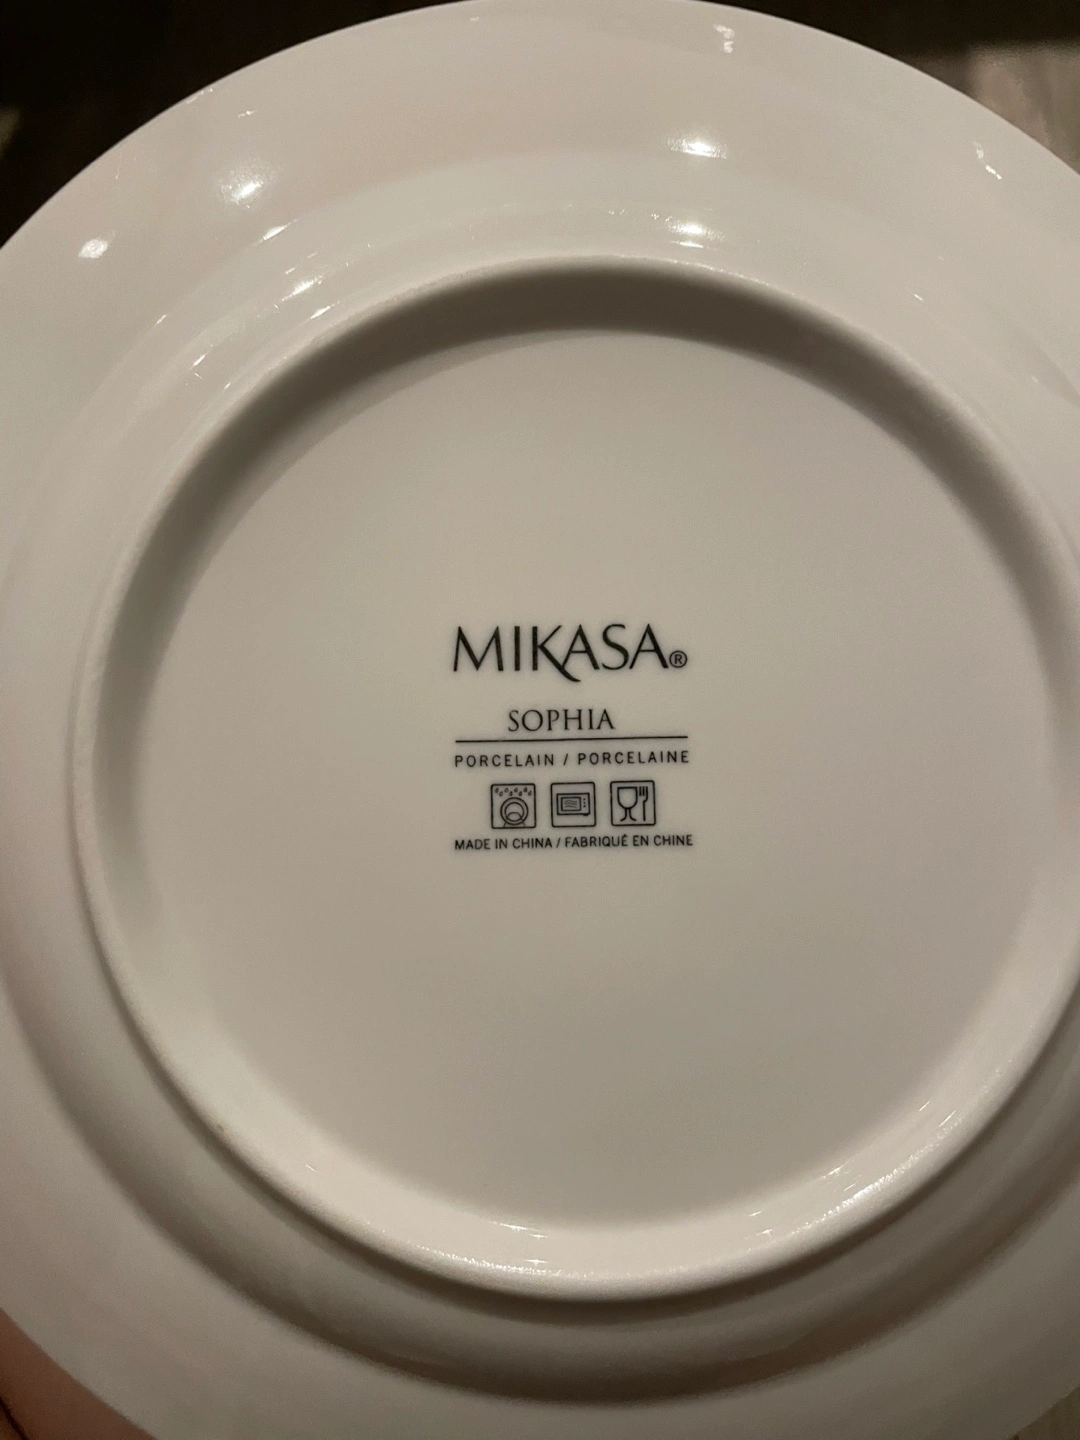 MIKASA®
SOPHIA
PORCELAIN / PORCELAINE
MADE IN CHINA / FABRIQUÉ EN CHINE